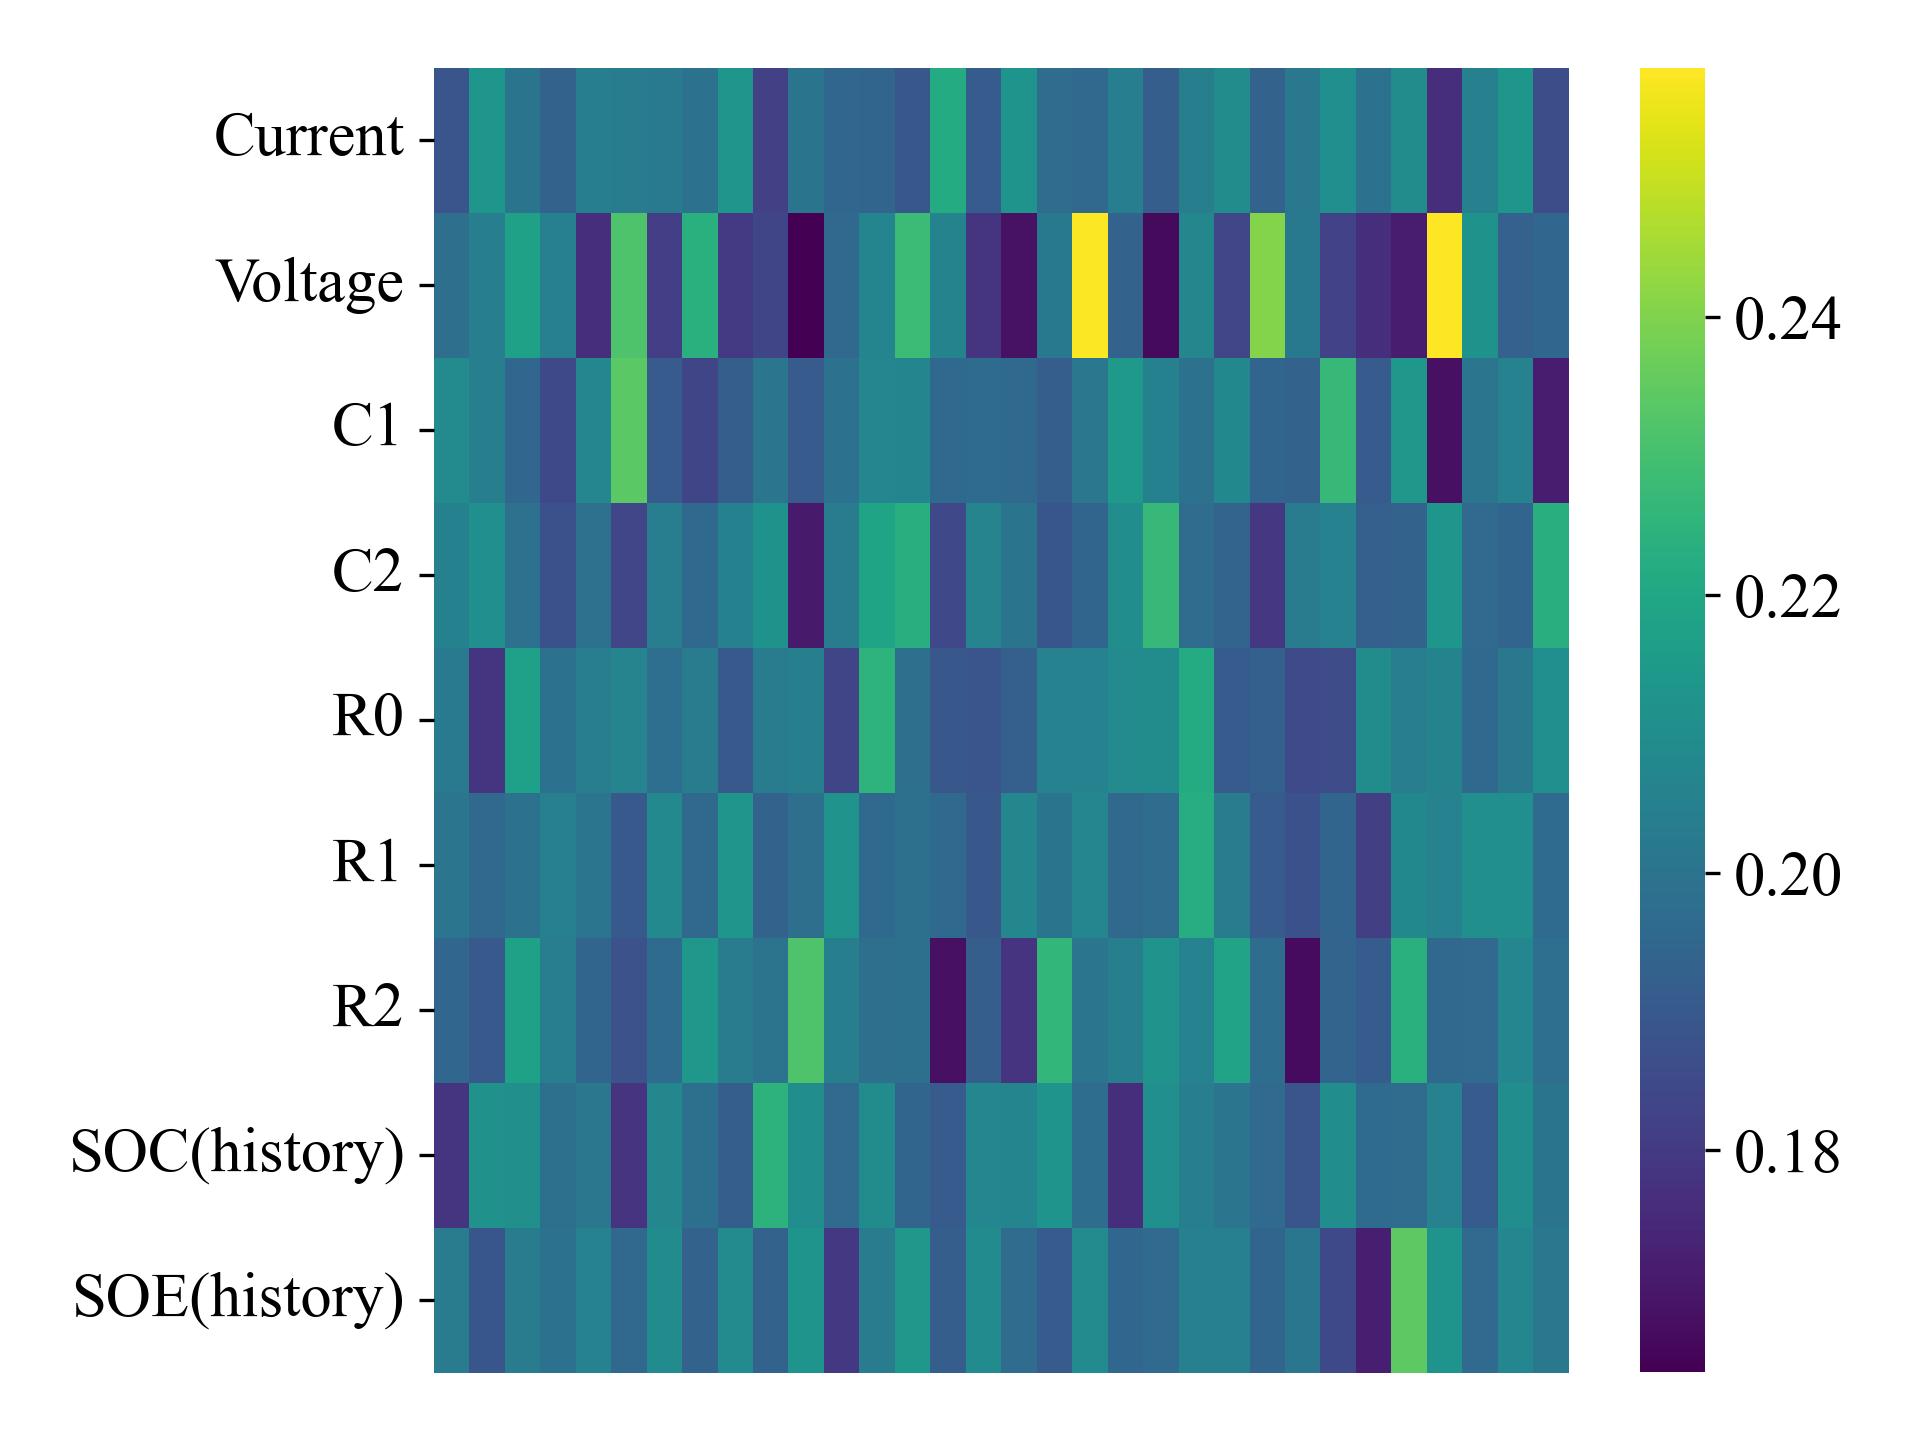 Current
Voltage
C1
C2
R0
R1
R2
SOC(history)
SOE(history)
0.24
0.22
0.20
0.18